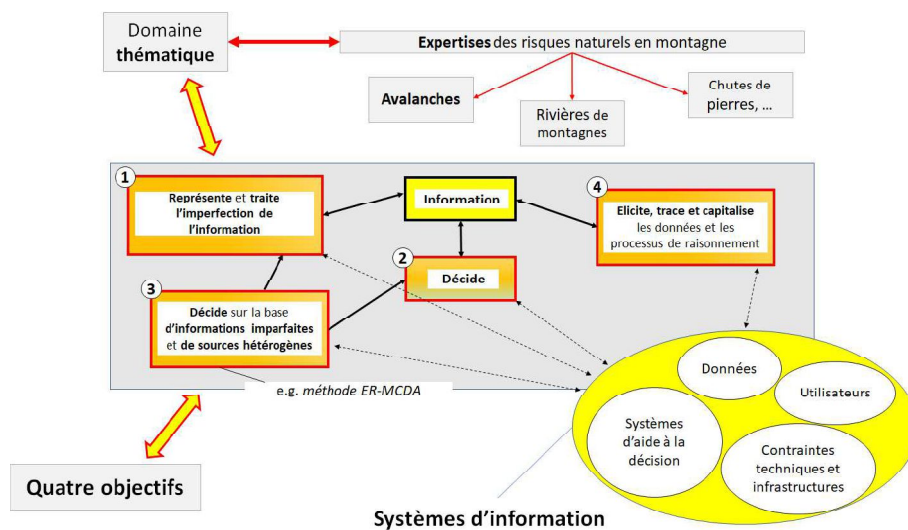 Domaine
thématique
Expertises des risques naturels en montagne
Avalanches
Rivières de
montagnes
Chutes de
pierres, ...
1
Représente et traite
l'imperfection de
l'information
Information
4
Elicite, trace et capitalise
les données et les
processus de raisonnement
2
Décide
3
Décide sur la base
d'informations imparfaites
et de sources hétérogènes
e.g. méthode ER-MCDA
Données
Utilisateurs
Systèmes
d'aide à la
décision
Contraintes
techniques et
infrastructures
Quatre objectifs
Systèmes d'information